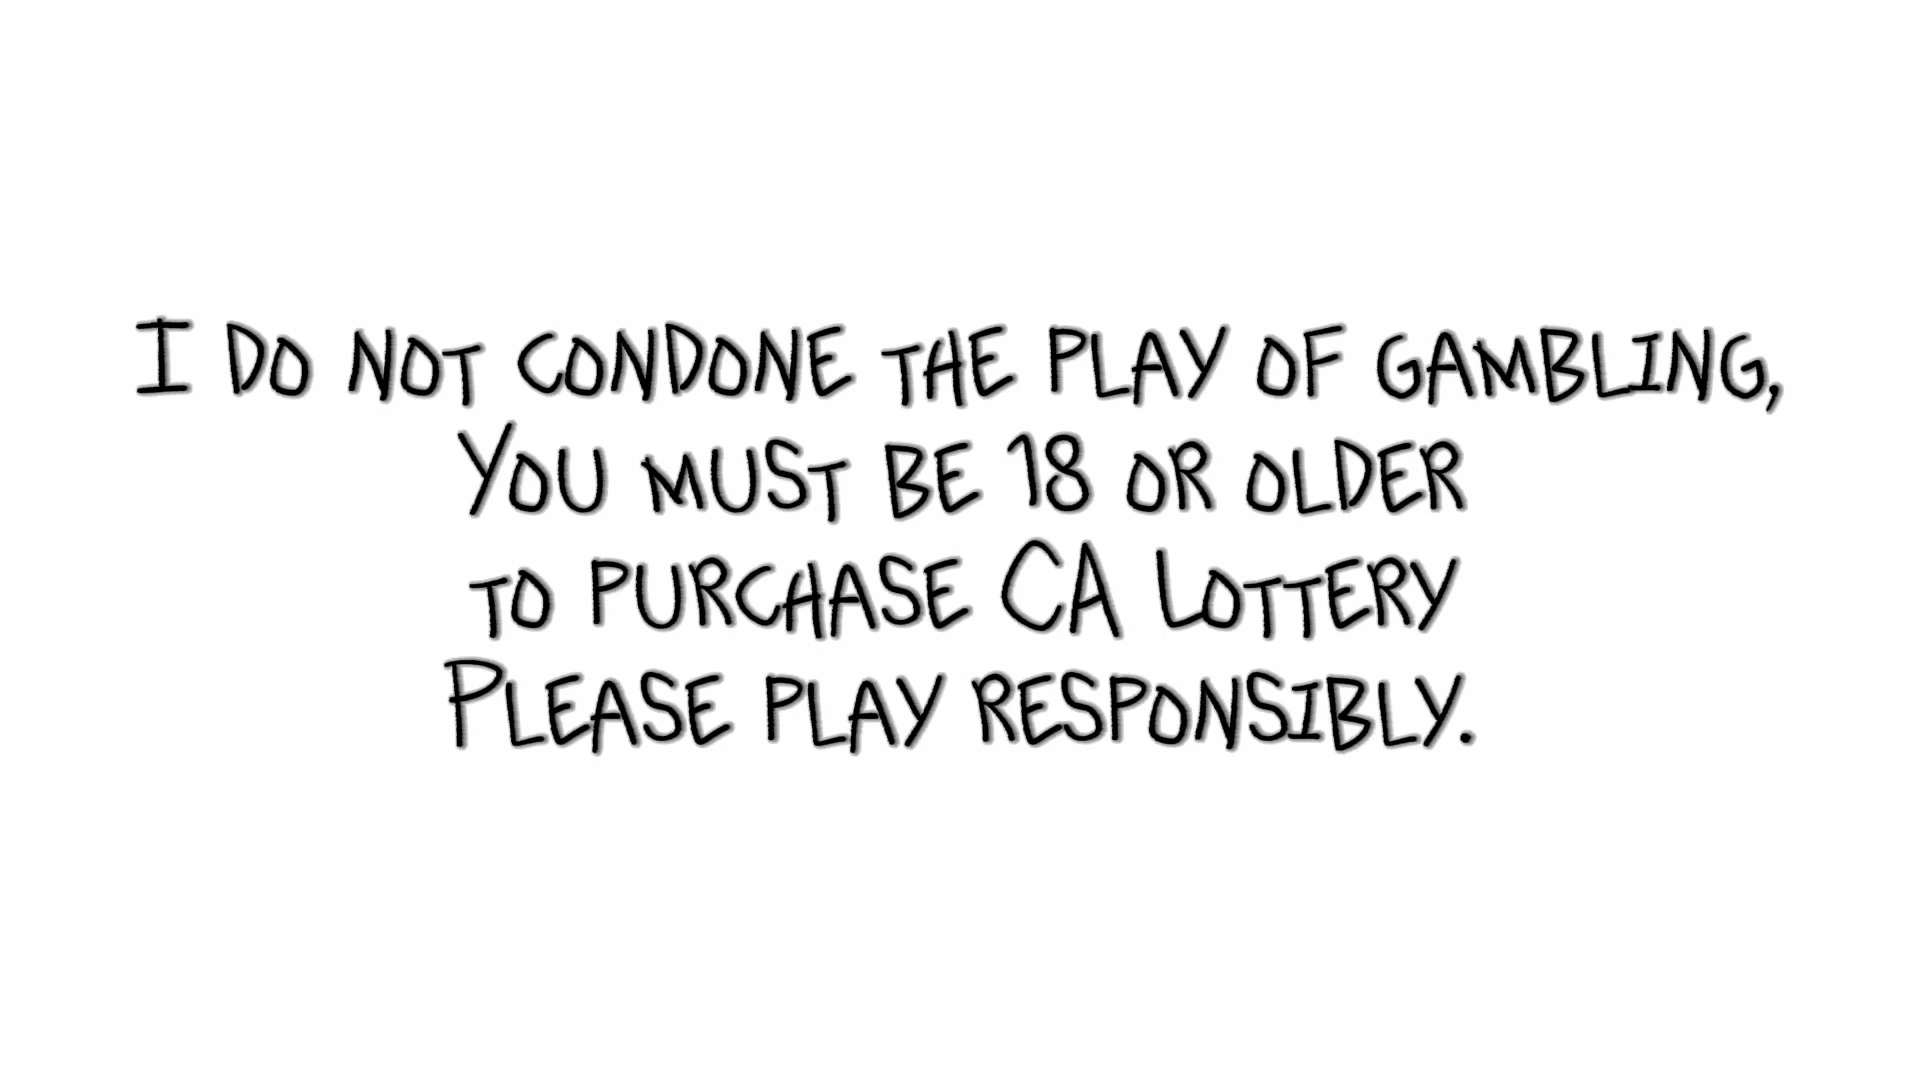 I do not condone the play of gambling,
You must be 18 or older
to purchase CA Lottery
Please play responsibly.